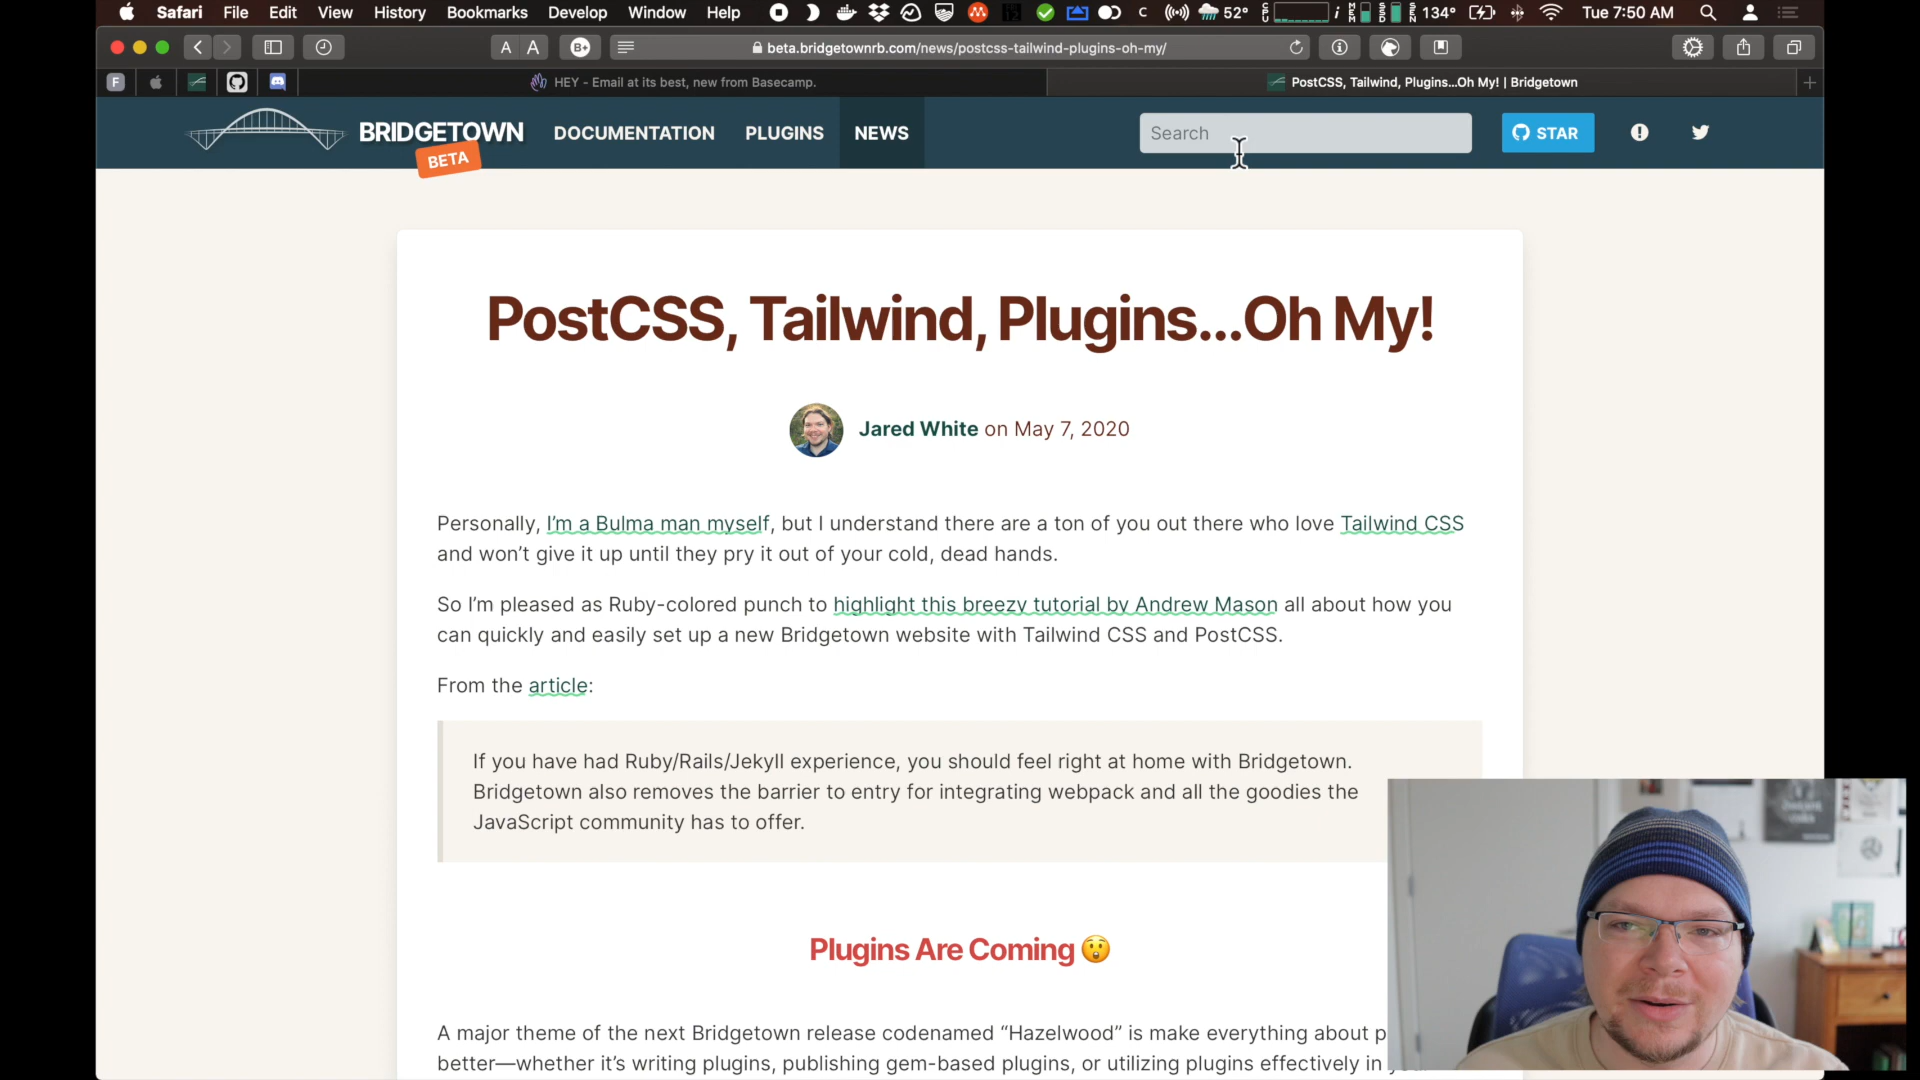 Safari File Edit View History Bookmarks Develop Window Help 52° 134° Tue 7:50 AM
A A B+ beta.bridgetownrb.com/news/postcss-tailwind-plugins-oh-my/
F HEY - Email at its best, new from Basecamp. PostCSS, Tailwind, Plugins…Oh My! | Bridgetown
BRIDGETOWN DOCUMENTATION PLUGINS NEWS Search STAR
BETA
PostCSS, Tailwind, Plugins…Oh My!
Jared White on May 7, 2020
Personally, I’m a Bulma man myself, but I understand there are a ton of you out there who love Tailwind CSS
and won’t give it up until they pry it out of your cold, dead hands.
So I’m pleased as Ruby-colored punch to highlight this breezy tutorial by Andrew Mason all about how you
can quickly and easily set up a new Bridgetown website with Tailwind CSS and PostCSS.
From the article:
If you have had Ruby/Rails/Jekyll experience, you should feel right at home with Bridgetown.
Bridgetown also removes the barrier to entry for integrating webpack and all the goodies the
JavaScript community has to offer.
Plugins Are Coming 😲
A major theme of the next Bridgetown release codenamed “Hazelwood” is make everything about p
better—whether it’s writing plugins, publishing gem-based plugins, or utilizing plugins effectively in